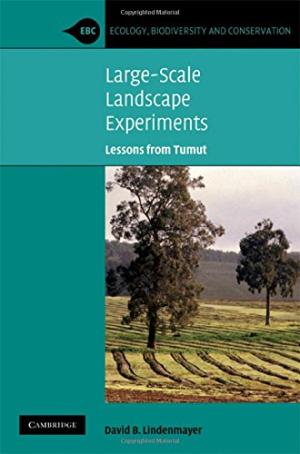 EBC
ECOLOGY, BIODIVERSITY AND CONSERVATION
Large-Scale
Landscape
Experiments
Lessons from Tumut
CAMBRIDGE
David B. Lindenmayer